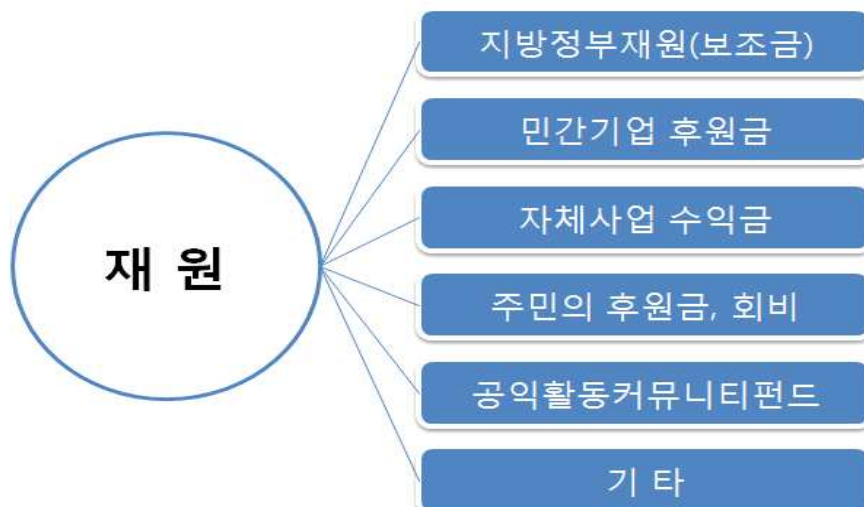 재 원
지방정부재원(보조금)
민간기업 후원금
자체사업 수익금
주민의 후원금, 회비
공익활동커뮤니티펀드
기 타